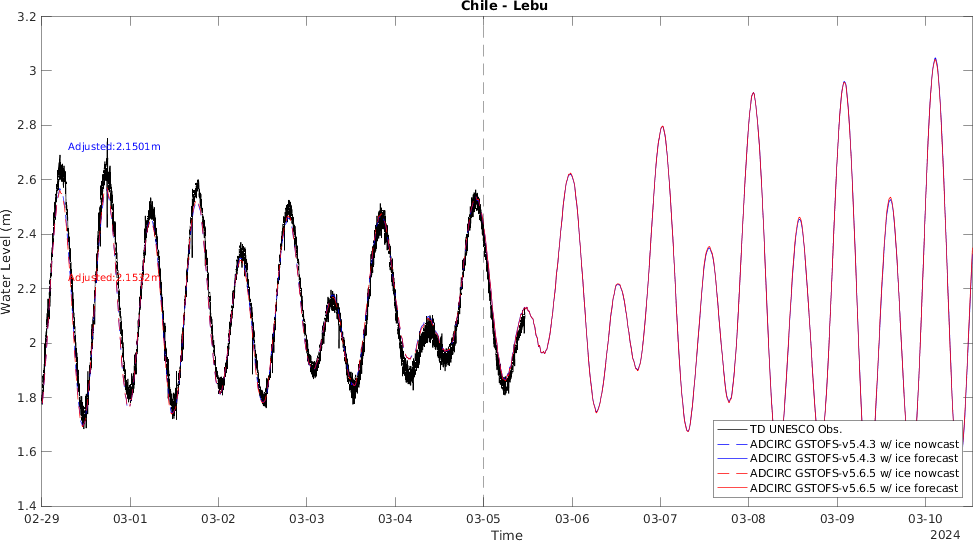 Chile - Lebu
3.2
3
2.8
2.6
2.4
2.2
2
1.8
1.6
1.4
Water Level (m)
Adjusted:2.1501m
Adjusted:2.1532m
TD UNESCO Obs.
ADCIRC GSTOFS-v5.4.3 w/ ice nowcast
ADCIRC GSTOFS-v5.4.3 w/ ice forecast
ADCIRC GSTOFS-v5.6.5 w/ ice nowcast
ADCIRC GSTOFS-v5.6.5 w/ ice forecast
02-29 03-01 03-02 03-03 03-04 03-05 03-06 03-07 03-08 03-09 03-10
Time
2024